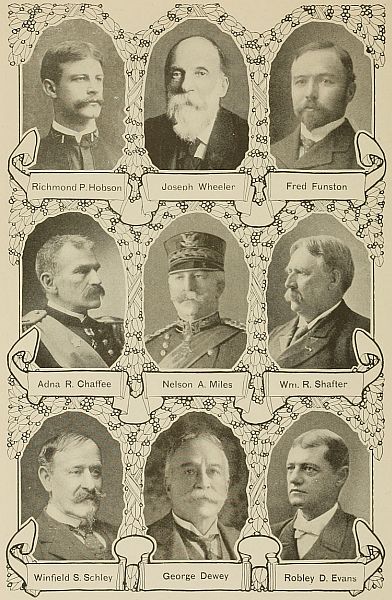 Richmond P. Hobson
Joseph Wheeler
Fred Funston
Adna R. Chaffee
Nelson A. Miles
Wm. R. Shafter
Winfield S. Schley
George Dewey
Robley D. Evans